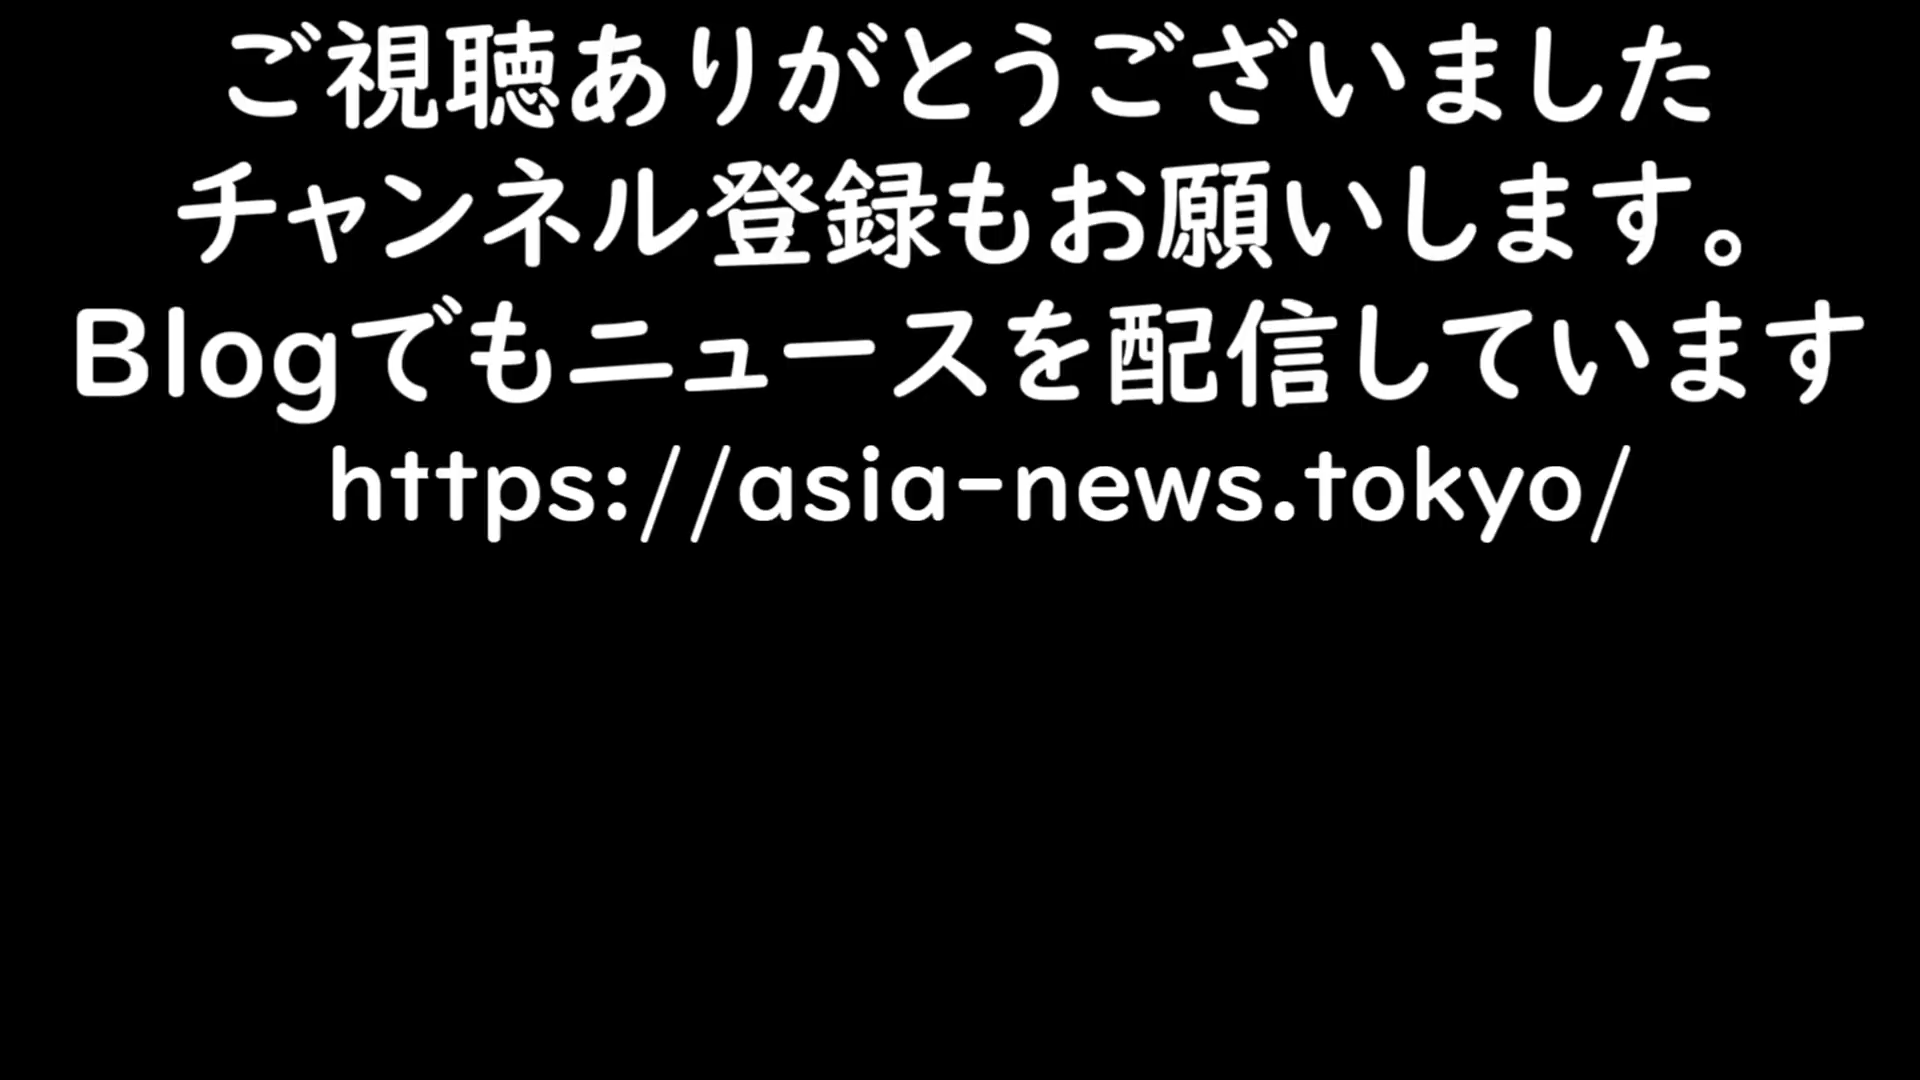 ご視聴ありがとうございました
チャンネル登録もお願いします。
Blogでもニュースを配信しています
https://asia-news.tokyo/